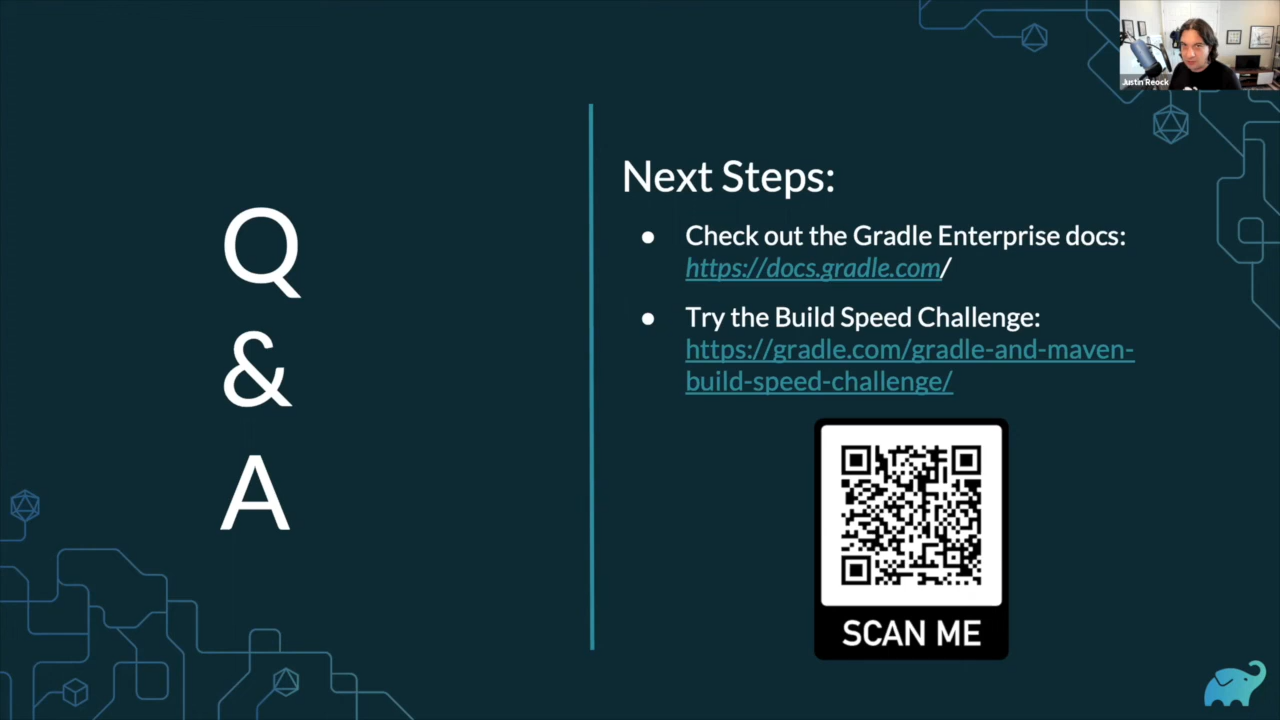 Justin Reock
Q
&
A
Next Steps:
● Check out the Gradle Enterprise docs:
https://docs.gradle.com/
● Try the Build Speed Challenge:
https://gradle.com/gradle-and-maven-
build-speed-challenge/
SCAN ME